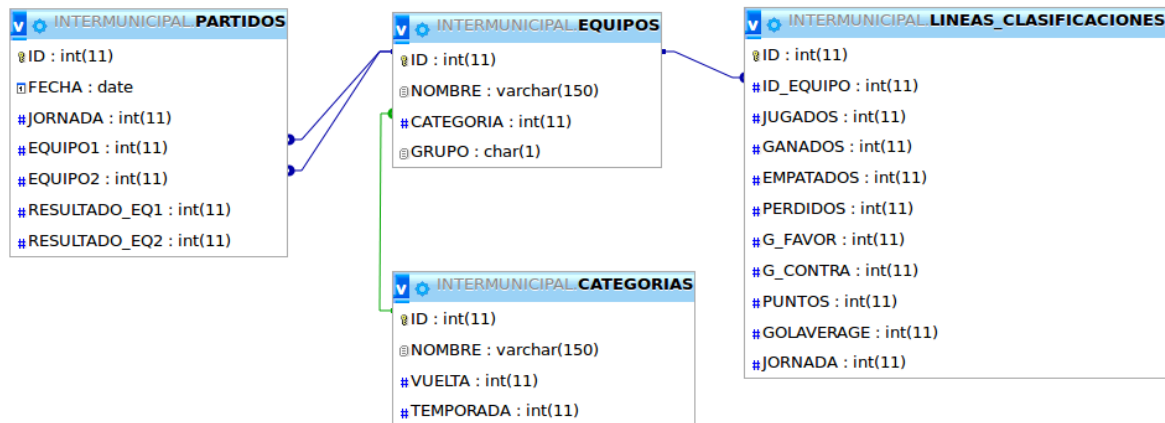 INTERMUNICIPAL.PARTIDOS
ID : int(11)
FECHA : date
#JORNADA : int(11)
#EQUIPO1 : int(11)
#EQUIPO2 : int(11)
#RESULTADO_EQ1 : int(11)
#RESULTADO_EQ2 : int(11)
v INTERMUNICIPAL.EQUIPOS
ID : int(11)
NOMBRE : varchar(150)
#CATEGORIA : int(11)
GRUPO : char(1)
v INTERMUNICIPAL.CATEGORIAS
ID : int(11)
NOMBRE : varchar(150)
#VUELTA : int(11)
#TEMPORADA : int(11)
v INTERMUNICIPAL.LINEAS_CLASIFICACIONES
ID : int(11)
#ID_EQUIPO : int(11)
#JUGADOS : int(11)
#GANADOS : int(11)
#EMPATADOS : int(11)
#PERDIDOS : int(11)
#G_FAVOR : int(11)
#G_CONTRA : int(11)
#PUNTOS : int(11)
#GOLAVERAGE : int(11)
#JORNADA : int(11)